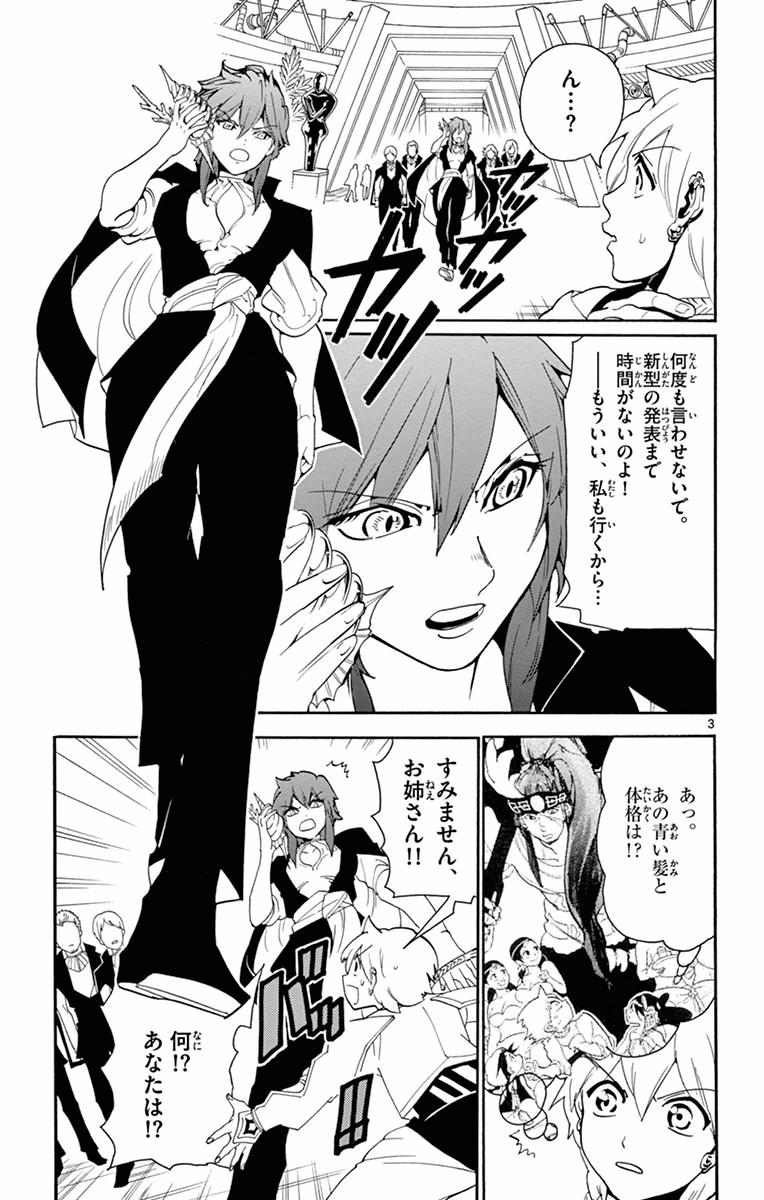 ん…?
カッ
カッ
カッ
何度も言わせないで。
新型の発表まで
時間がないのよ!
──もういい、私も行くから…
3
あっ。
あの青い髪と
体格は!?
すみません、
お姉さん!!
バッ!!
何!?
あなたは!?